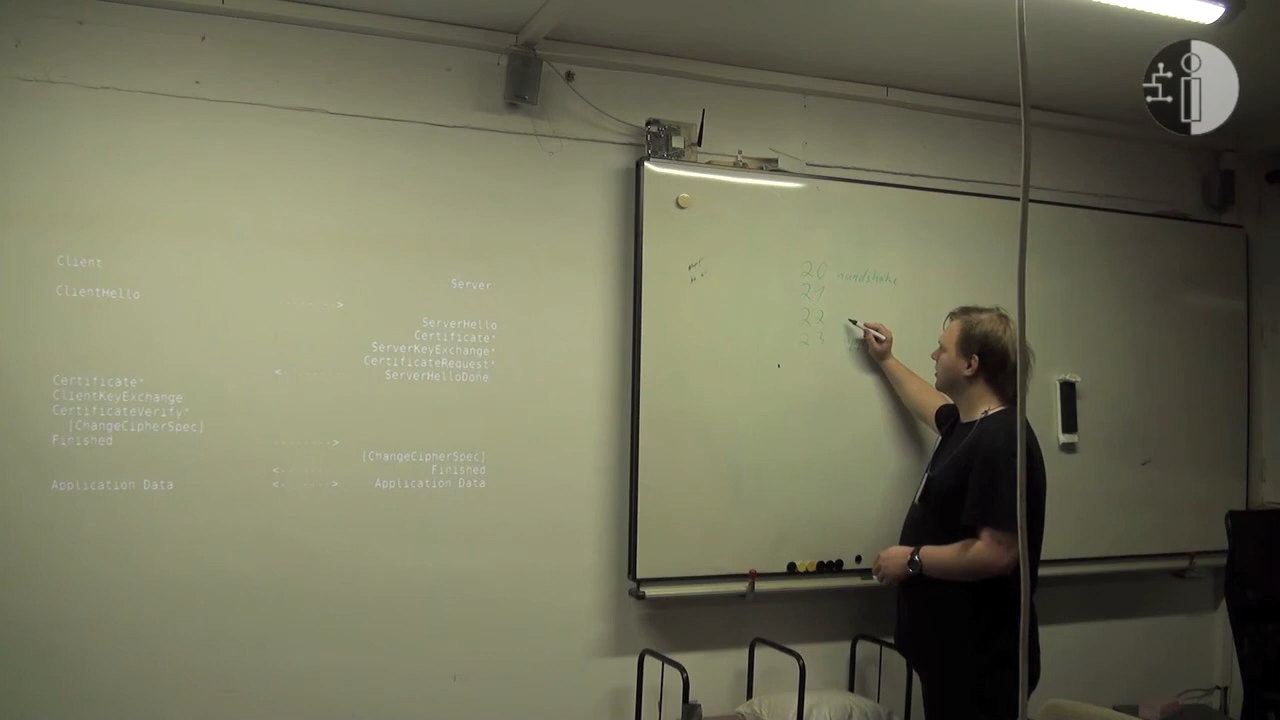 Client
Server
ClientHello
------->
ServerHello
Certificate*
ServerKeyExchange*
CertificateRequest*
<------- ServerHelloDone
Certificate*
ClientKeyExchange
CertificateVerify*
[ChangeCipherSpec]
Finished ------->
[ChangeCipherSpec]
<------- Finished
Application Data <------> Application Data
20 handshake
21
22
23